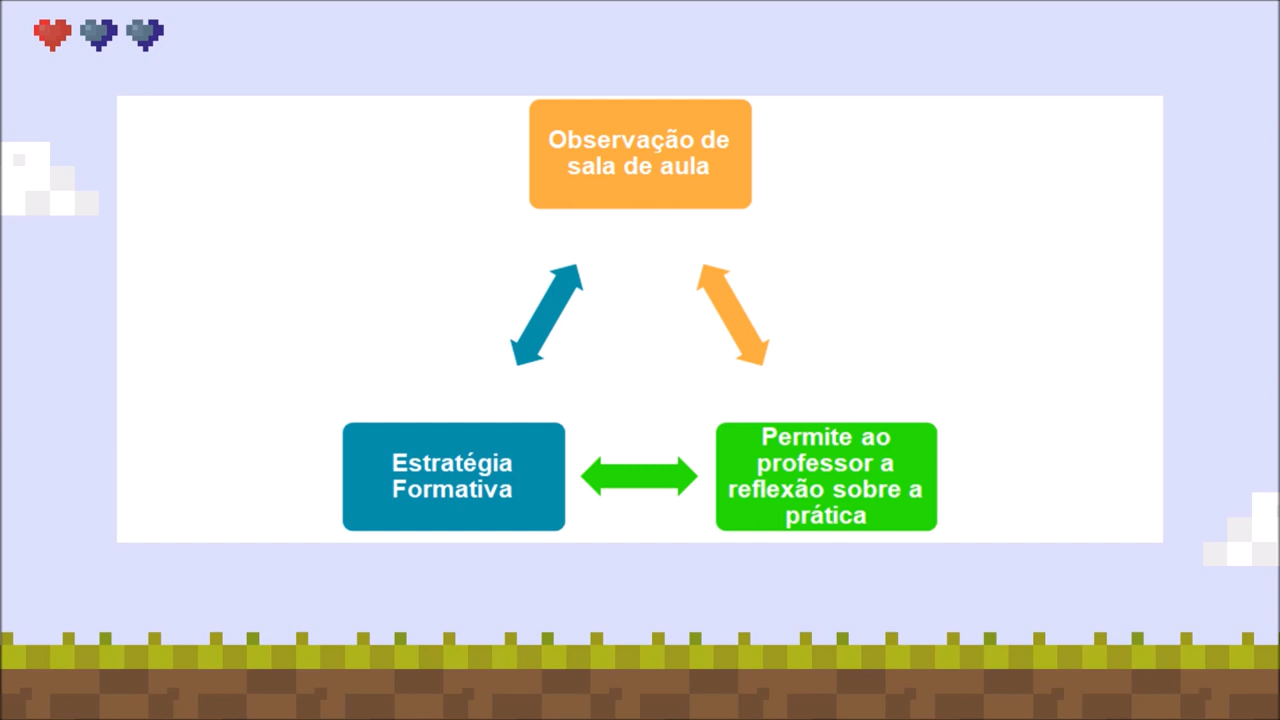 Observação de
sala de aula
Estratégia
Formativa
Permite ao
professor a
reflexão sobre a
prática